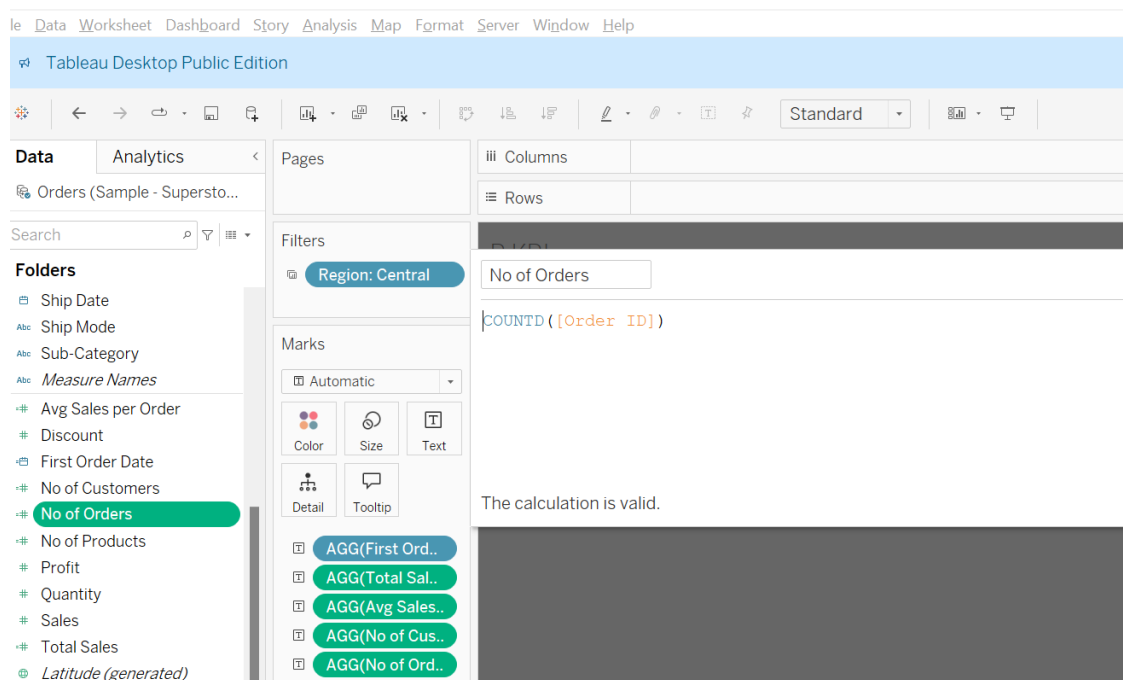 le Data Worksheet Dashboard Story Analysis Map Format Server Window Help
Tableau Desktop Public Edition
Standard
Data Analytics
Orders (Sample - Supersto...
Search
Folders
Ship Date
Abc Ship Mode
Abc Sub-Category
Abc Measure Names
Avg Sales per Order
Discount
First Order Date
No of Customers
No of Orders
No of Products
Profit
Quantity
Sales
Total Sales
Latitude (generated)
Pages
Filters
Region: Central
Marks
Automatic
Color Size Text
Detail Tooltip
AGG(First Ord..
AGG(Total Sal..
AGG(Avg Sales..
AGG(No of Cus..
AGG(No of Ord..
iii Columns
Rows
No of Orders
COUNTD([Order ID])
The calculation is valid.